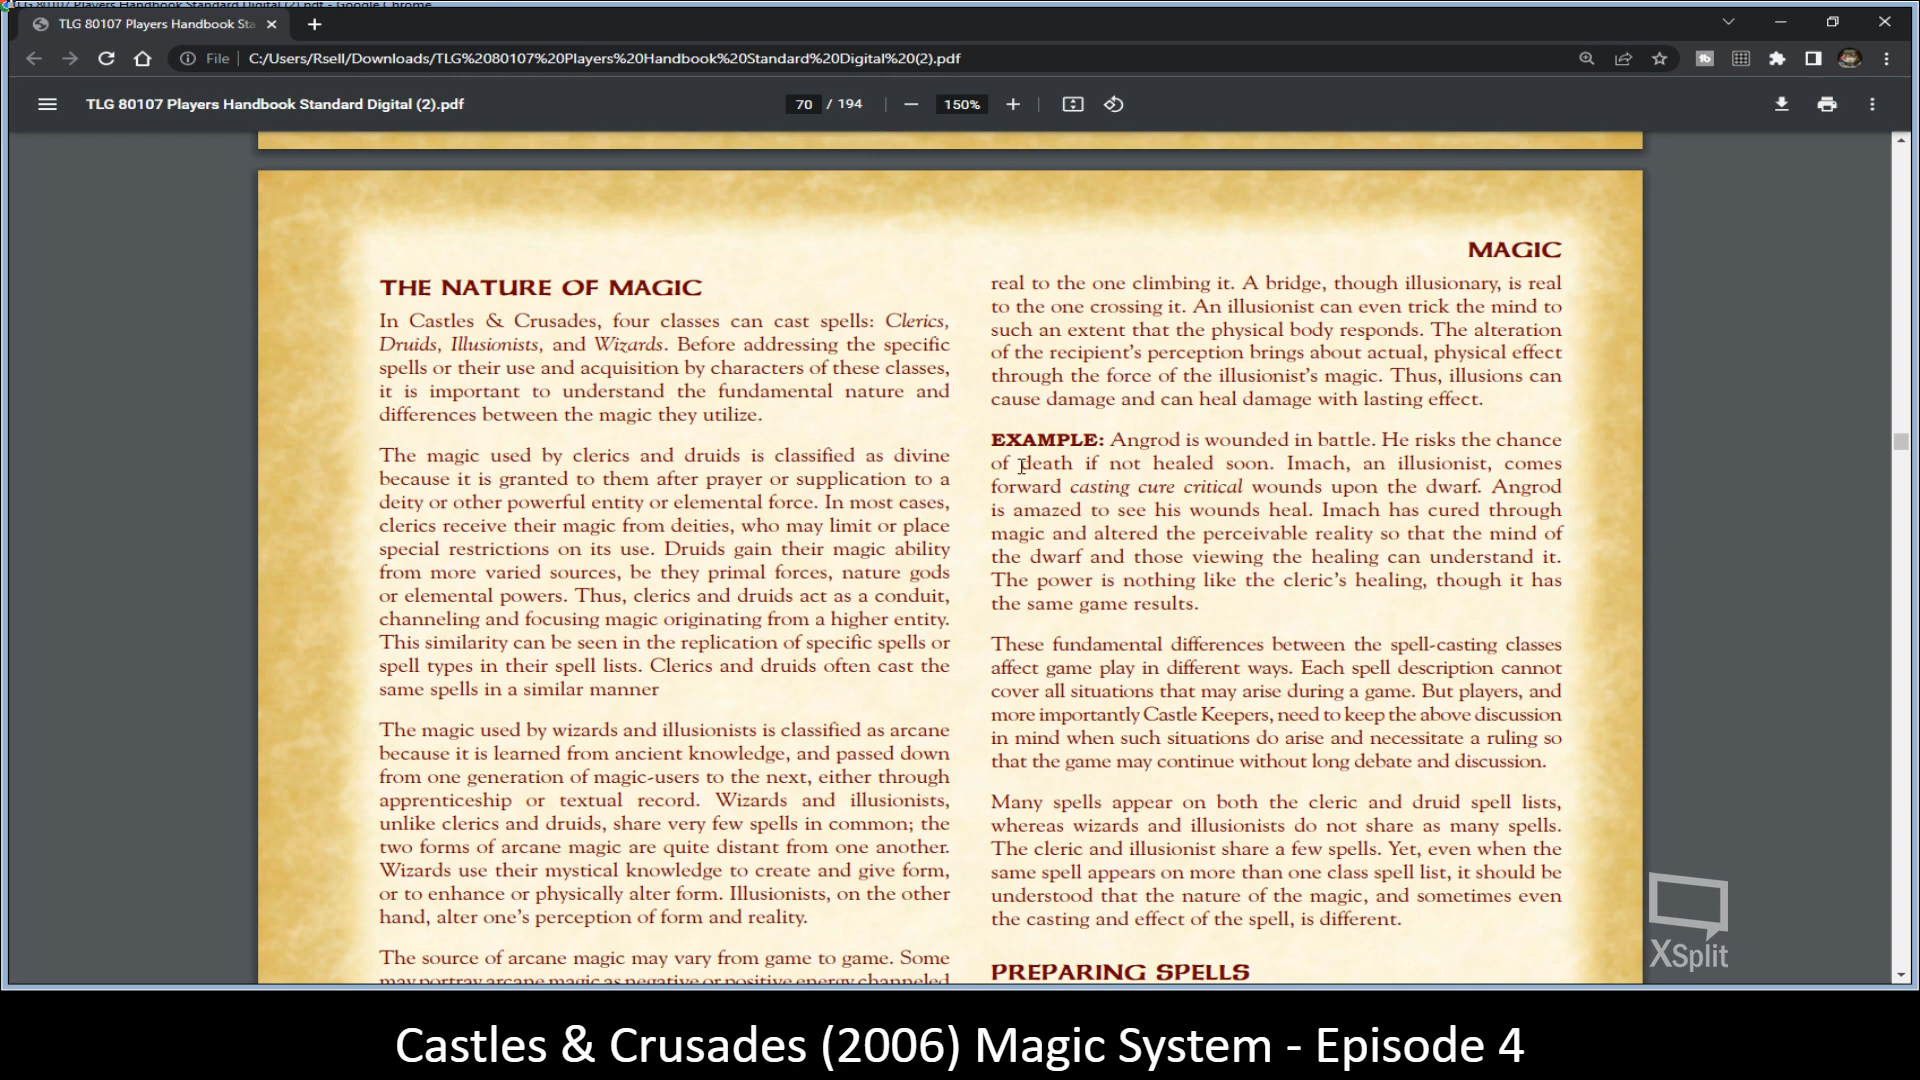 TLG 80107 Players Handbook Standard Digital (2).pdf - Google Chrome
TLG 80107 Players Handbook Sta
File
C:/Users/Rsell/Downloads/TLG%2080107%20Players%20Handbook%20Standard%20Digital%20(2).pdf
TLG 80107 Players Handbook Standard Digital (2).pdf
70 / 194
150%
MAGIC
THE NATURE OF MAGIC
In Castles & Crusades, four classes can cast spells: Clerics,
Druids, Illusionists, and Wizards. Before addressing the specific
spells or their use and acquisition by characters of these classes,
it is important to understand the fundamental nature and
differences between the magic they utilize.
The magic used by clerics and druids is classified as divine
because it is granted to them after prayer or supplication to a
deity or other powerful entity or elemental force. In most cases,
clerics receive their magic from deities, who may limit or place
special restrictions on its use. Druids gain their magic ability
from more varied sources, be they primal forces, nature gods
or elemental powers. Thus, clerics and druids act as a conduit,
channeling and focusing magic originating from a higher entity.
This similarity can be seen in the replication of specific spells or
spell types in their spell lists. Clerics and druids often cast the
same spells in a similar manner
The magic used by wizards and illusionists is classified as arcane
because it is learned from ancient knowledge, and passed down
from one generation of magic-users to the next, either through
apprenticeship or textual record. Wizards and illusionists,
unlike clerics and druids, share very few spells in common; the
two forms of arcane magic are quite distant from one another.
Wizards use their mystical knowledge to create and give form,
or to enhance or physically alter form. Illusionists, on the other
hand, alter one's perception of form and reality.
The source of arcane magic may vary from game to game. Some
may portray arcane magic as negative or positive energy channeled
real to the one climbing it. A bridge, though illusionary, is real
to the one crossing it. An illusionist can even trick the mind to
such an extent that the physical body responds. The alteration
of the recipient's perception brings about actual, physical effect
through the force of the illusionist's magic. Thus, illusions can
cause damage and can heal damage with lasting effect.
EXAMPLE: Angrod is wounded in battle. He risks the chance
of death if not healed soon. Imach, an illusionist, comes
forward casting cure critical wounds upon the dwarf. Angrod
is amazed to see his wounds heal. Imach has cured through
magic and altered the perceivable reality so that the mind of
the dwarf and those viewing the healing can understand it.
The power is nothing like the cleric's healing, though it has
the same game results.
These fundamental differences between the spell-casting classes
affect game play in different ways. Each spell description cannot
cover all situations that may arise during a game. But players, and
more importantly Castle Keepers, need to keep the above discussion
in mind when such situations do arise and necessitate a ruling so
that the game may continue without long debate and discussion.
Many spells appear on both the cleric and druid spell lists,
whereas wizards and illusionists do not share as many spells.
The cleric and illusionist share a few spells. Yet, even when the
same spell appears on more than one class spell list, it should be
understood that the nature of the magic, and sometimes even
the casting and effect of the spell, is different.
PREPARING SPELLS
XSplit
Castles & Crusades (2006) Magic System - Episode 4